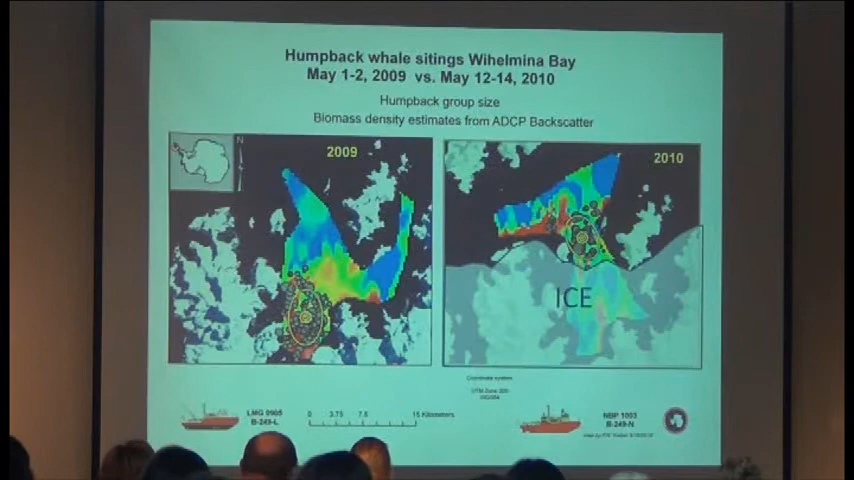 Humpback whale sitings Wihelmina Bay
May 1-2, 2009 vs. May 12-14, 2010
Humpback group size
Biomass density estimates from ADCP Backscatter
N
2009
2010
ICE
Coordinate system
LMG 0905
B-249-L
0 3.75 7.5 15 Kilometers
NBP 1003
B-249-N